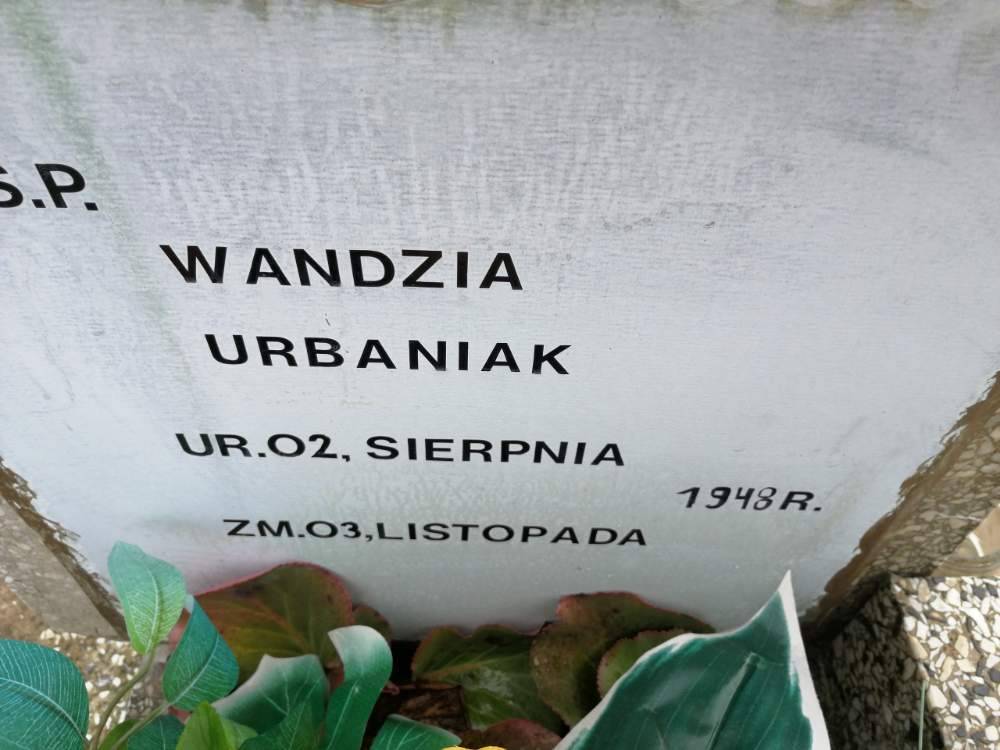 S.P.
WANDZIA
URBANIAK
UR.02, SIERPNIA
1948R.
ZM.03,LISTOPADA